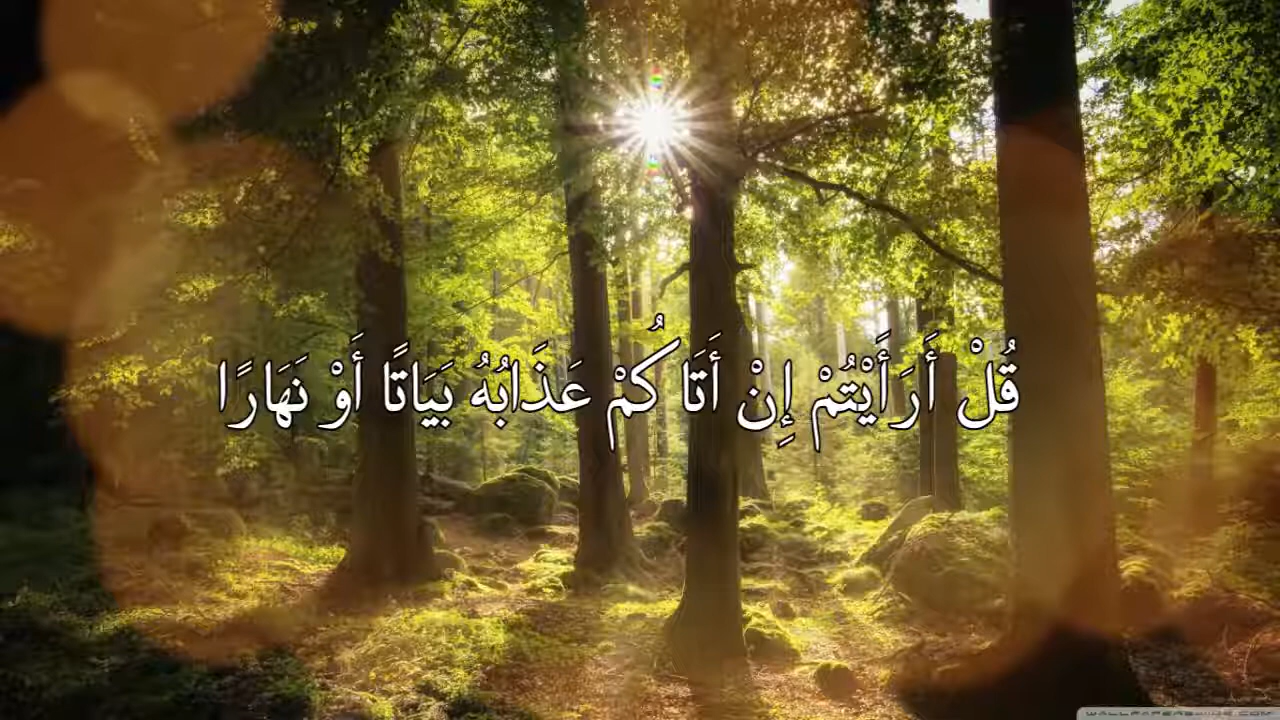 قُلْ أَرَأَيْتُمْ إِنْ أَتَاكُمْ عَذَابُهُ بَيَاتًا أَوْ نَهَارًا